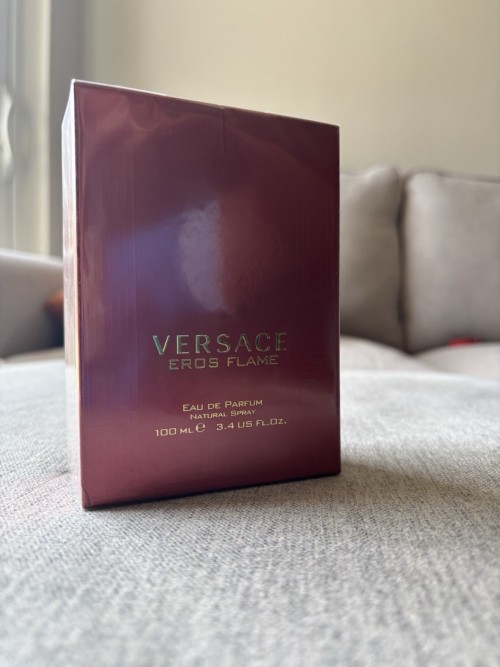 VERSACE
EROS FLAME
EAU DE PARFUM
NATURAL SPRAY
100 ML ℮ 3.4 US FL.OZ.